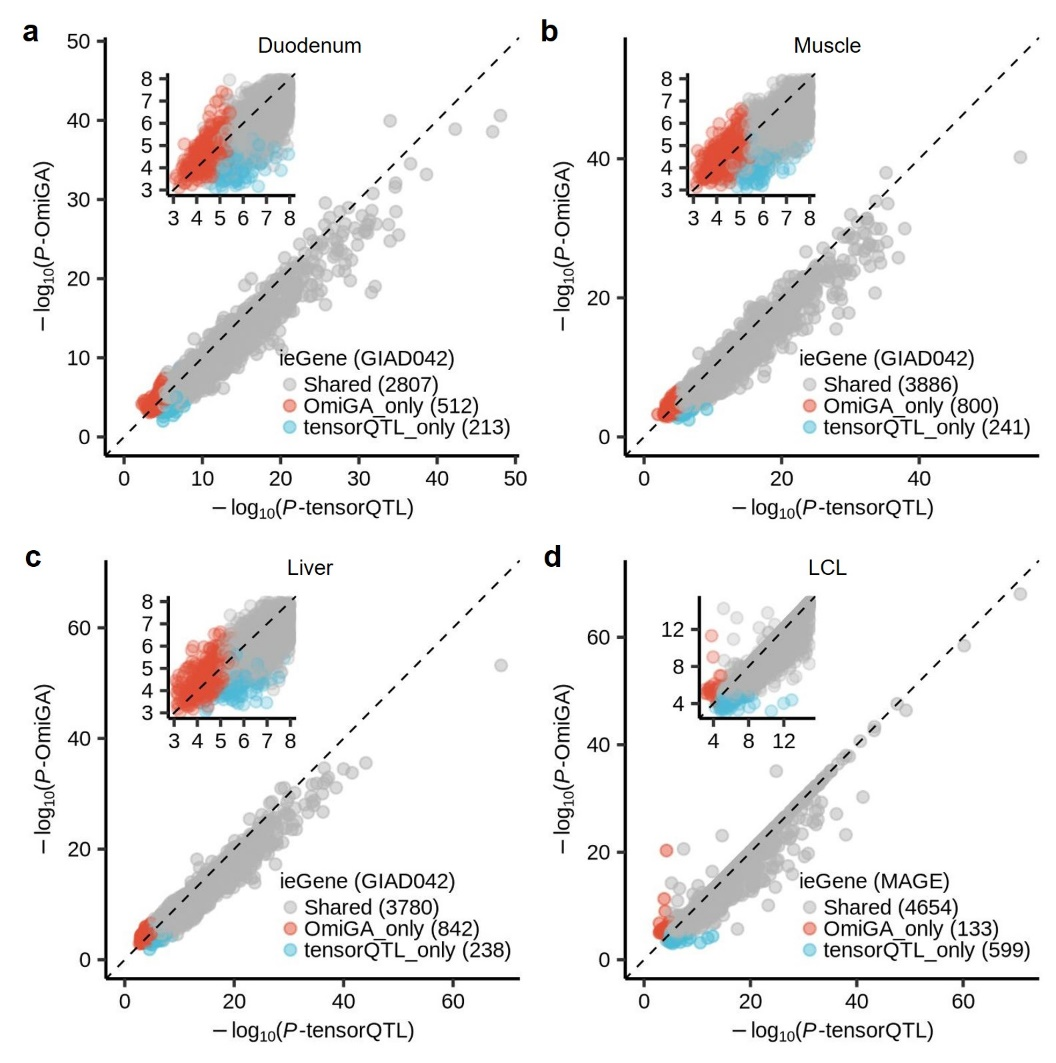 a
Duodenum
50
40
30
20
10
0
0 10 20 30 40 50
8
7
6
5
4
3
3 4 5 6 7 8
− log10(P-OmiGA)
− log10(P-tensorQTL)
ieGene (GIAD042)
Shared (2807)
OmiGA_only (512)
tensorQTL_only (213)
b
Muscle
40
20
0
0 20 40
8
7
6
5
4
3
3 4 5 6 7 8
− log10(P-OmiGA)
− log10(P-tensorQTL)
ieGene (GIAD042)
Shared (3886)
OmiGA_only (800)
tensorQTL_only (241)
c
Liver
60
40
20
0
0 20 40 60
8
7
6
5
4
3
3 4 5 6 7 8
− log10(P-OmiGA)
− log10(P-tensorQTL)
ieGene (GIAD042)
Shared (3780)
OmiGA_only (842)
tensorQTL_only (238)
d
LCL
60
40
20
0
0 20 40 60
12
8
4
4 8 12
− log10(P-OmiGA)
− log10(P-tensorQTL)
ieGene (MAGE)
Shared (4654)
OmiGA_only (133)
tensorQTL_only (599)